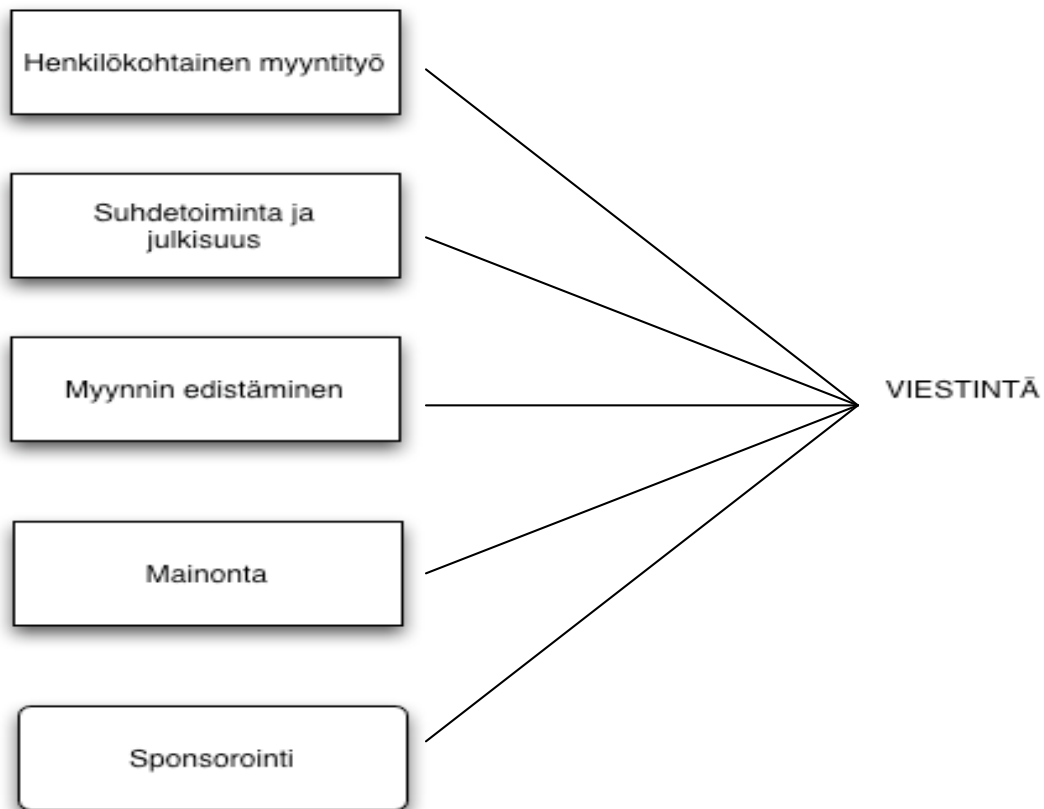 Henkilökohtainen myyntityö
Suhdetoiminta ja
julkisuus
Myynnin edistäminen
VIESTINTÄ
Mainonta
Sponsorointi